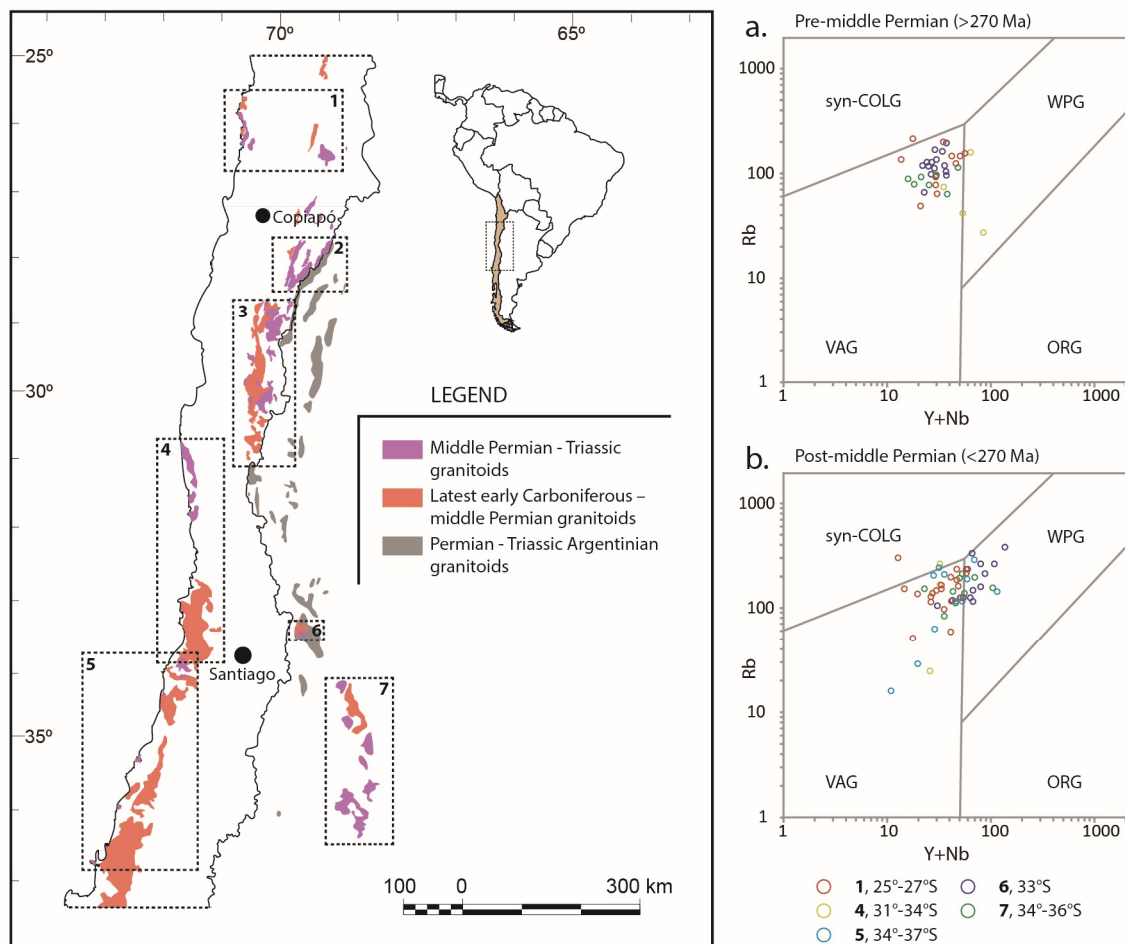 70º
65º
25º
30º
35º
1
2
3
4
5
6
7
Copiapó
Santiago
LEGEND
Middle Permian - Triassic
granitoids
Latest early Carboniferous –
middle Permian granitoids
Permian - Triassic Argentinian
granitoids
100
0
300 km
a.
Pre-middle Permian (>270 Ma)
1000
100
10
1
Rb
syn-COLG
WPG
VAG
ORG
1
10
100
1000
Y+Nb
b.
Post-middle Permian (<270 Ma)
1000
100
10
1
Rb
syn-COLG
WPG
VAG
ORG
1
10
100
1000
Y+Nb
1, 25º-27ºS
4, 31º-34ºS
5, 34º-37ºS
6, 33ºS
7, 34º-36ºS